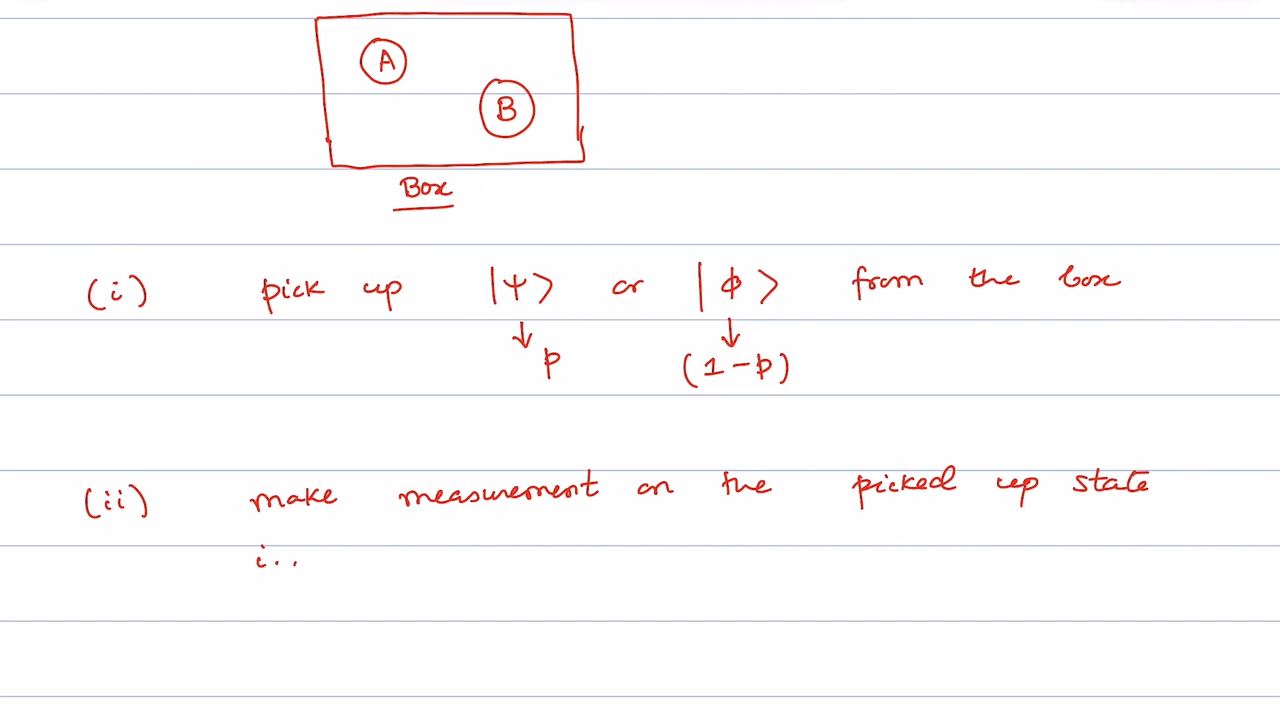 A
B
Box
(i) pick up |ψ⟩ or |ϕ⟩ from the box
↓ p ↓ (1-p)
(ii) make measurement on the picked up state
i..